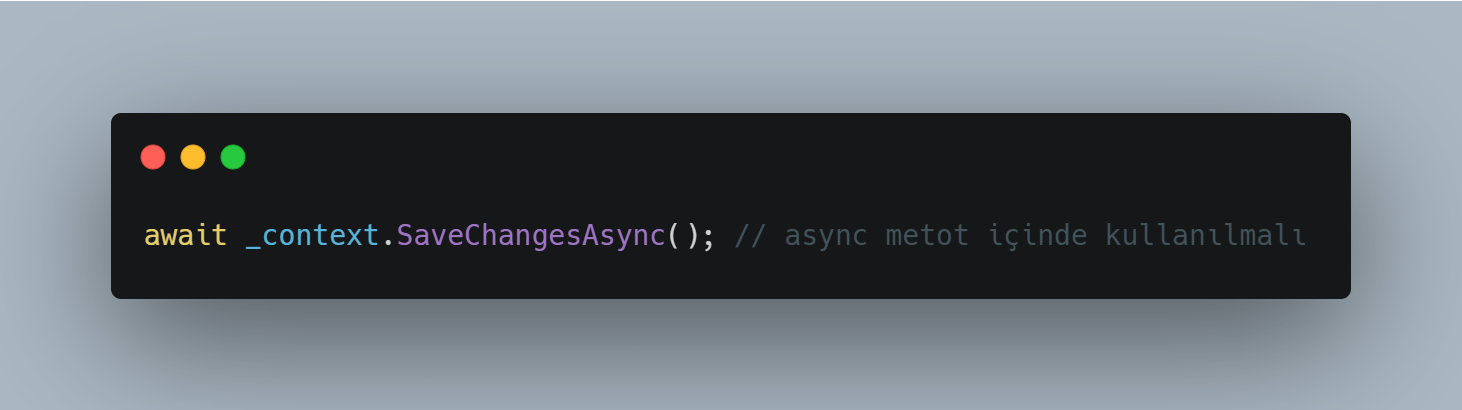 await _context.SaveChangesAsync(); // async metot içinde kullanılmalı